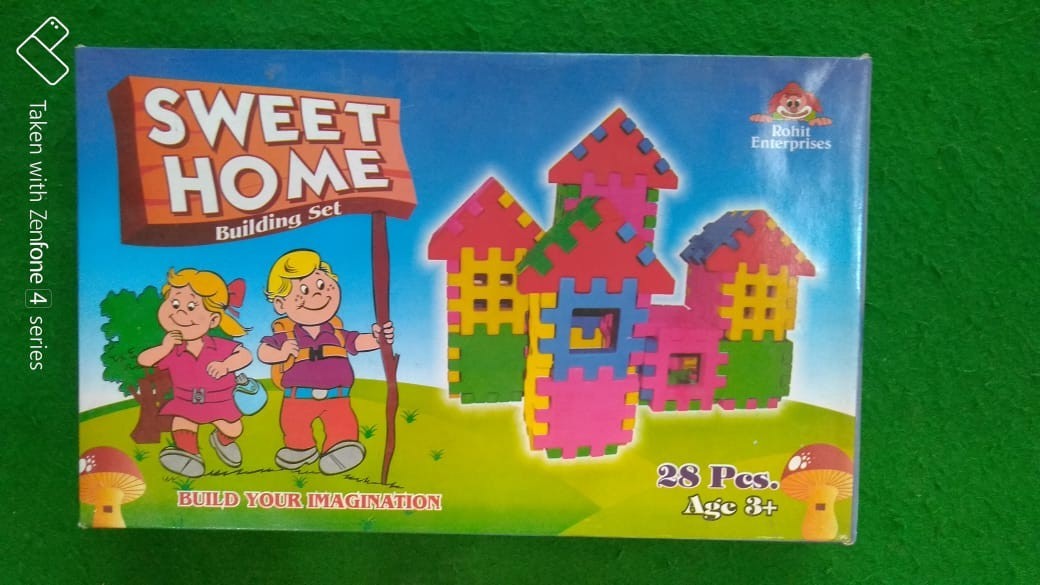 SWEET
HOME
Building Set
Rohit
Enterprises
28 Pcs.
Age 3+
BUILD YOUR IMAGINATION
Taken with Zenfone 4 series